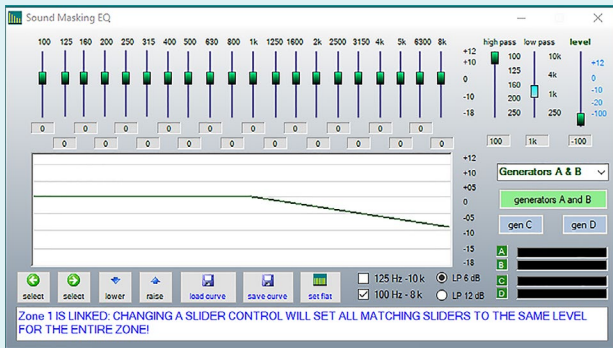 Sound Masking EQ
100 125 160 200 250 315 400 500 630 800 1k 1250 1600 2k 2500 3150 4k 5k 6300 8k
+12
+10
0
-10
-18
high pass low pass level
100
125
160
200
250
10k
4k
1k
250
+12
0
-10
-20
-100
0 0 0 0 0 0 0 0 0 0
0 0 0 0 0 0 0 0 0 0
100 1k -100
+12
+10
+05
0
-05
-10
-15
-18
Generators A & B
generators A and B
gen C gen D
A
B
C
D
select select lower raise load curve save curve set flat
125 Hz -10 k LP 6 dB
100 Hz - 8 k LP 12 dB
Zone 1 IS LINKED: CHANGING A SLIDER CONTROL WILL SET ALL MATCHING SLIDERS TO THE SAME LEVEL
FOR THE ENTIRE ZONE!